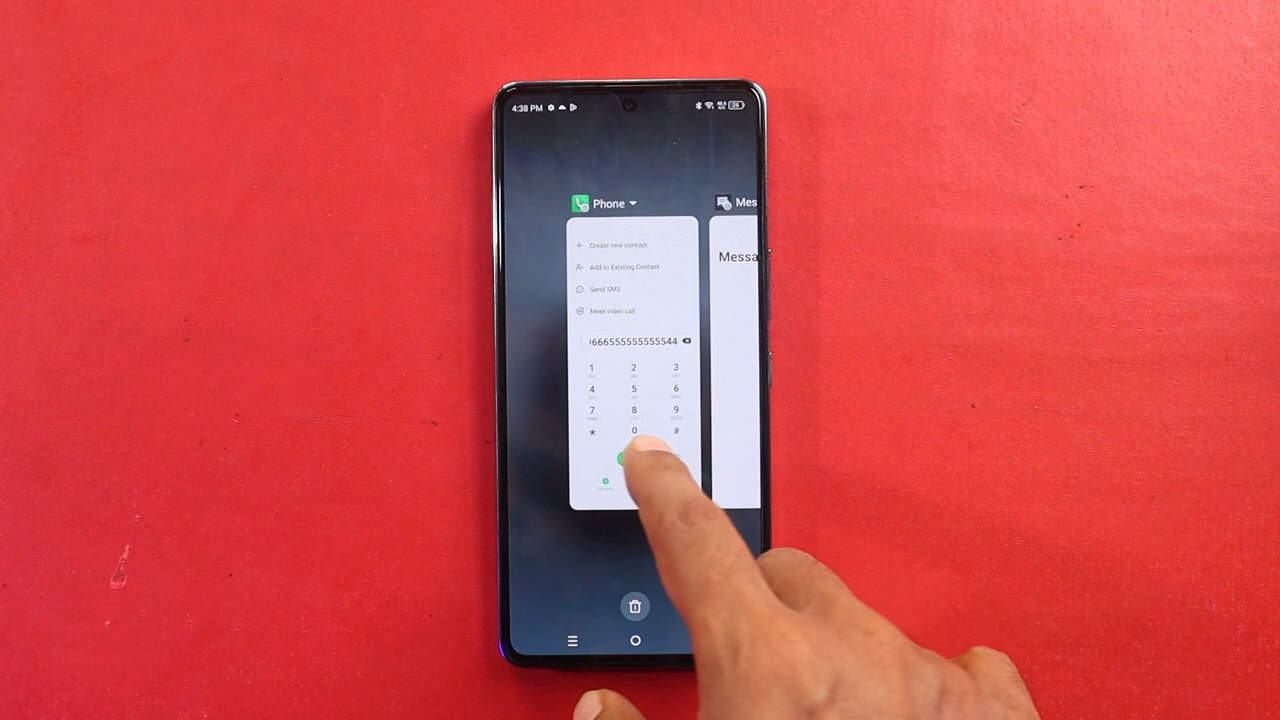 4:38 PM
Phone
Mes
Create new contact
Add to Existing Contact
Send SMS
Meet video call
Messa
666555555555544
1 2 3
4 5 6
7 8 9
* 0 #